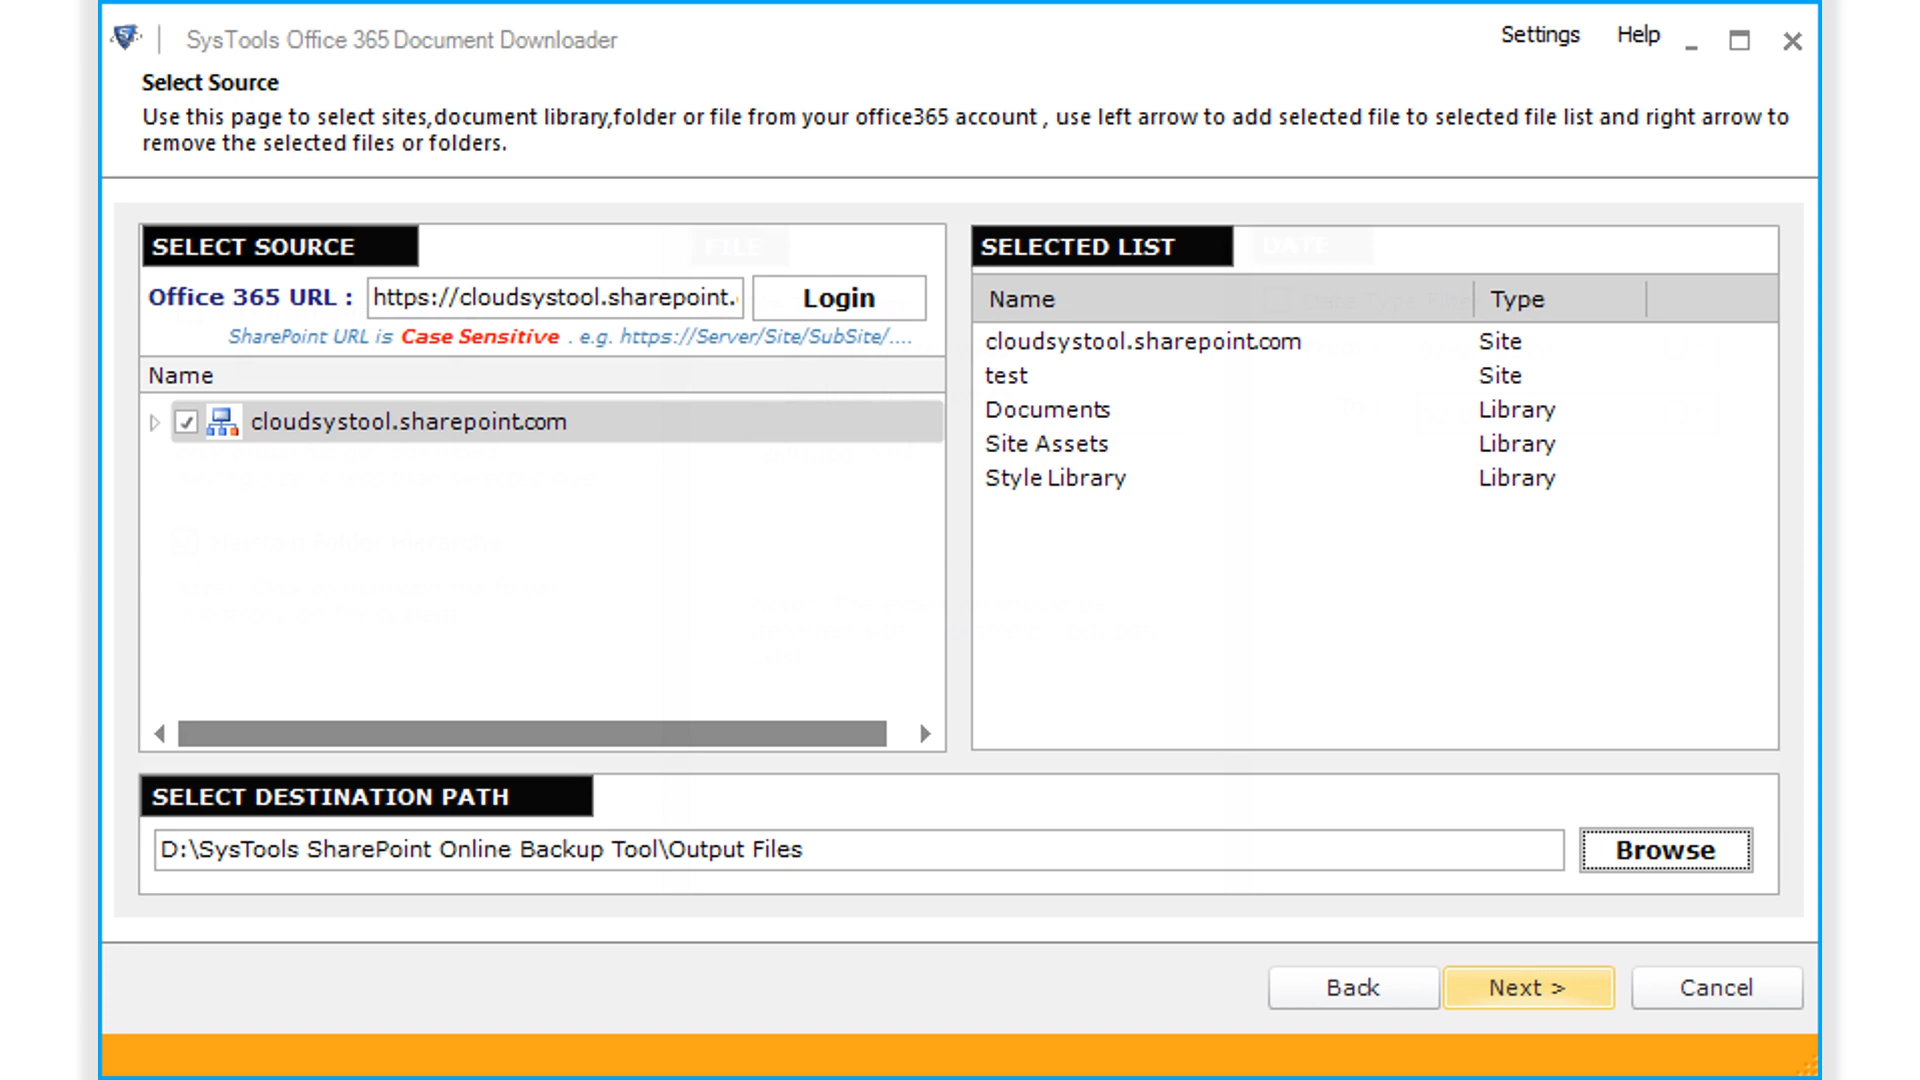 SysTools Office 365 Document Downloader
Settings Help
Select Source
Use this page to select sites,document library,folder or file from your office365 account , use left arrow to add selected file to selected file list and right arrow to
remove the selected files or folders.
SELECT SOURCE
FILE
Office 365 URL : https://cloudsystool.sharepoint. Login
SharePoint URL is Case Sensitive . e.g. https://Server/Site/SubSite/....
Name
cloudsystool.sharepoint.com
SELECTED LIST
DATE
Name Type
cloudsystool.sharepoint.com Site
test Site
Documents Library
Site Assets Library
Style Library Library
SELECT DESTINATION PATH
D:\SysTools SharePoint Online Backup Tool\Output Files Browse
Back Next > Cancel